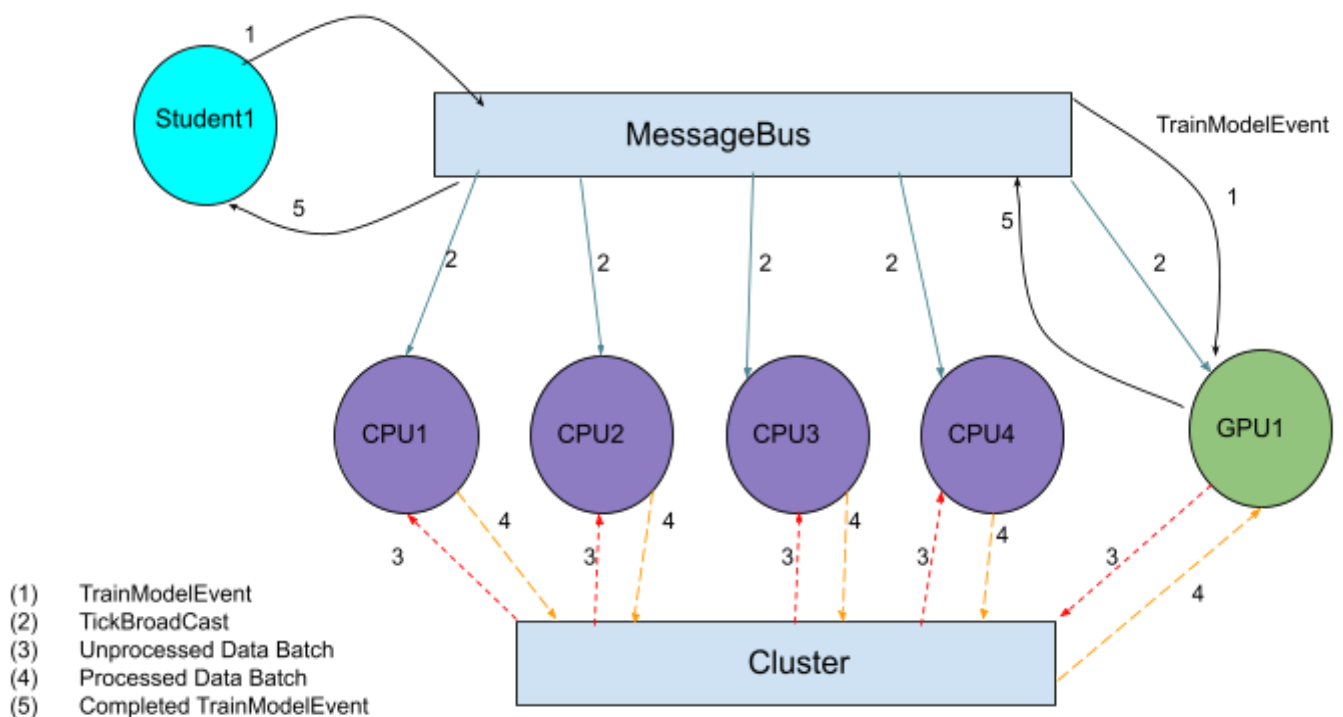 1
Student1
MessageBus
TrainModelEvent
5
1
5
2
2
2
2
2
CPU1
CPU2
CPU3
CPU4
GPU1
3
4
3
4
3
4
3
4
3
4
Cluster
(1) TrainModelEvent
(2) TickBroadCast
(3) Unprocessed Data Batch
(4) Processed Data Batch
(5) Completed TrainModelEvent